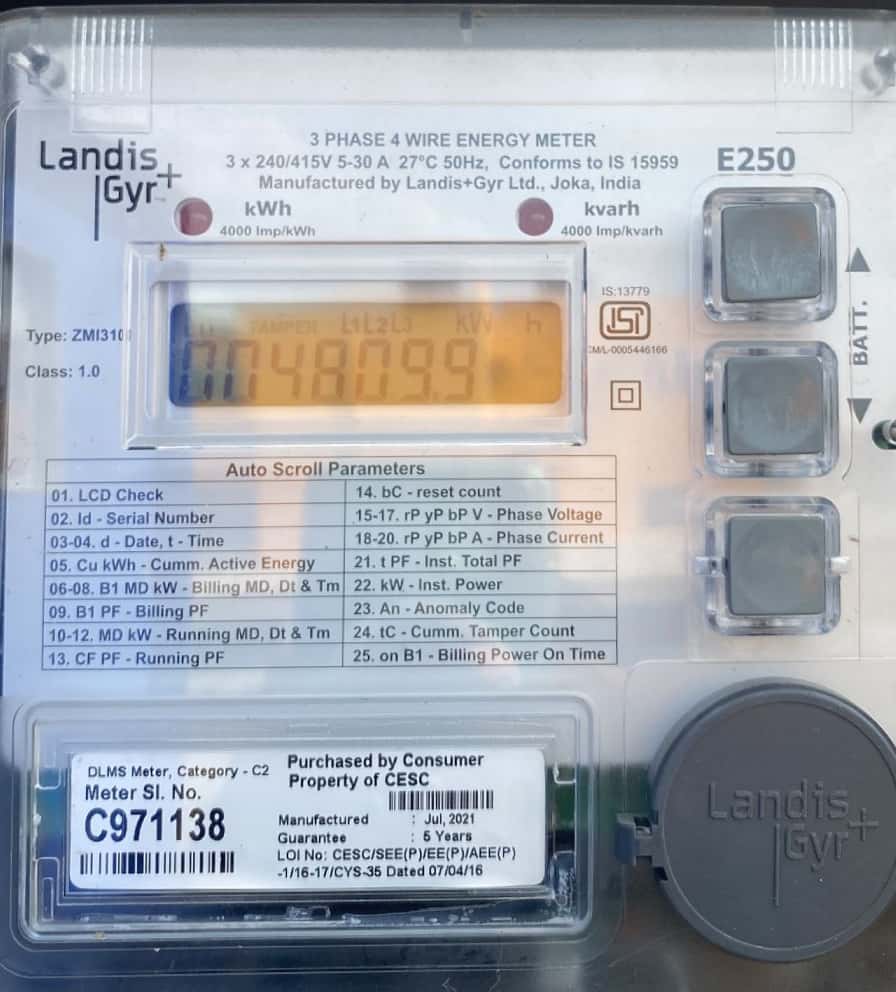 Landis
Gyr+
3 PHASE 4 WIRE ENERGY METER
3 x 240/415V 5-30 A 27°C 50Hz, Conforms to IS 15959
Manufactured by Landis+Gyr Ltd., Joka, India
E250
kWh
4000 Imp/kWh
kvarh
4000 Imp/kvarh
TAMPER L1L2L3 kW h
004809.9
IS:13779
ISI
CM/L-0005446166
BATT.
Type: ZMI310
Class: 1.0
Auto Scroll Parameters
01. LCD Check
02. Id - Serial Number
03-04. d - Date, t - Time
05. Cu kWh - Cumm. Active Energy
06-08. B1 MD kW - Billing MD, Dt & Tm
09. B1 PF - Billing PF
10-12. MD kW - Running MD, Dt & Tm
13. CF PF - Running PF
14. bC - reset count
15-17. rP yP bP V - Phase Voltage
18-20. rP yP bP A - Phase Current
21. t PF - Inst. Total PF
22. kW - Inst. Power
23. An - Anomaly Code
24. tC - Cumm. Tamper Count
25. on B1 - Billing Power On Time
DLMS Meter, Category - C2
Meter Sl. No.
C971138
Purchased by Consumer
Property of CESC
Manufactured : Jul, 2021
Guarantee : 5 Years
LOI No: CESC/SEE(P)/EE(P)/AEE(P)
-1/16-17/CYS-35 Dated 07/04/16
Landis
Gyr+